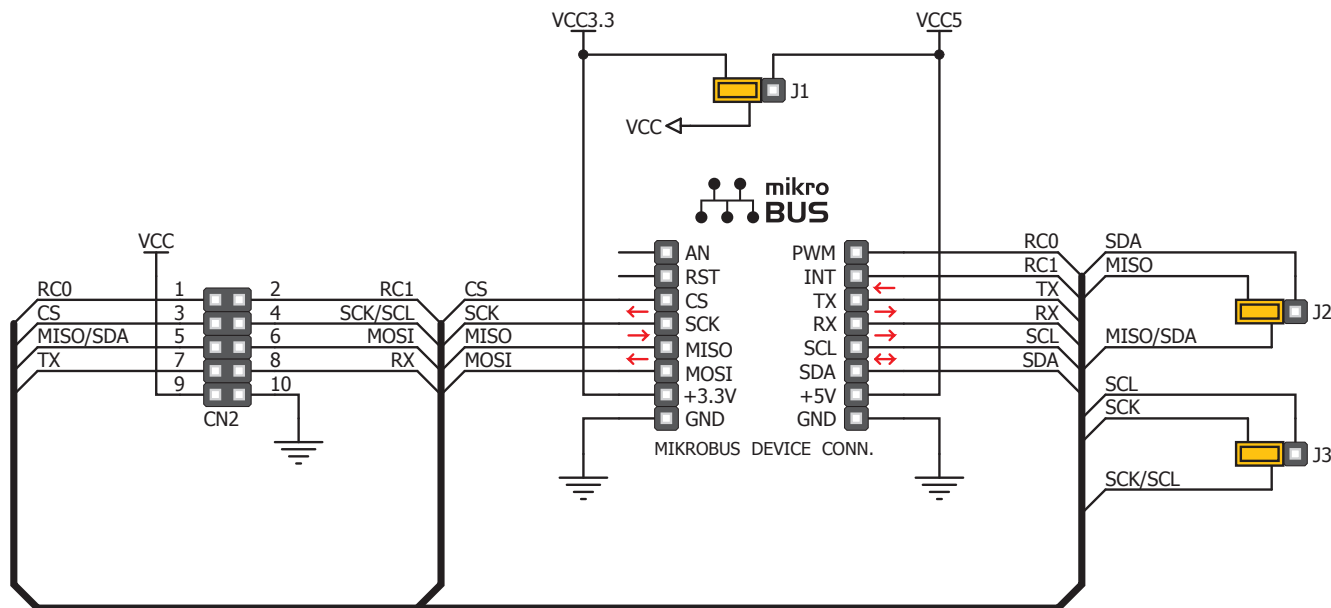 VCC3.3 VCC5
J1
VCC
mikro
BUS
VCC
AN PWM RC0 SDA
RST INT RC1 MISO
RC0 1 2 RC1 CS CS TX TX
CS 3 4 SCK/SCL SCK SCK RX RX J2
MISO/SDA 5 6 MOSI MISO MISO SCL SCL MISO/SDA
TX 7 8 RX MOSI MOSI SDA SDA
9 10 +3.3V +5V SCL
CN2 GND GND SCK
MIKROBUS DEVICE CONN. J3
SCK/SCL